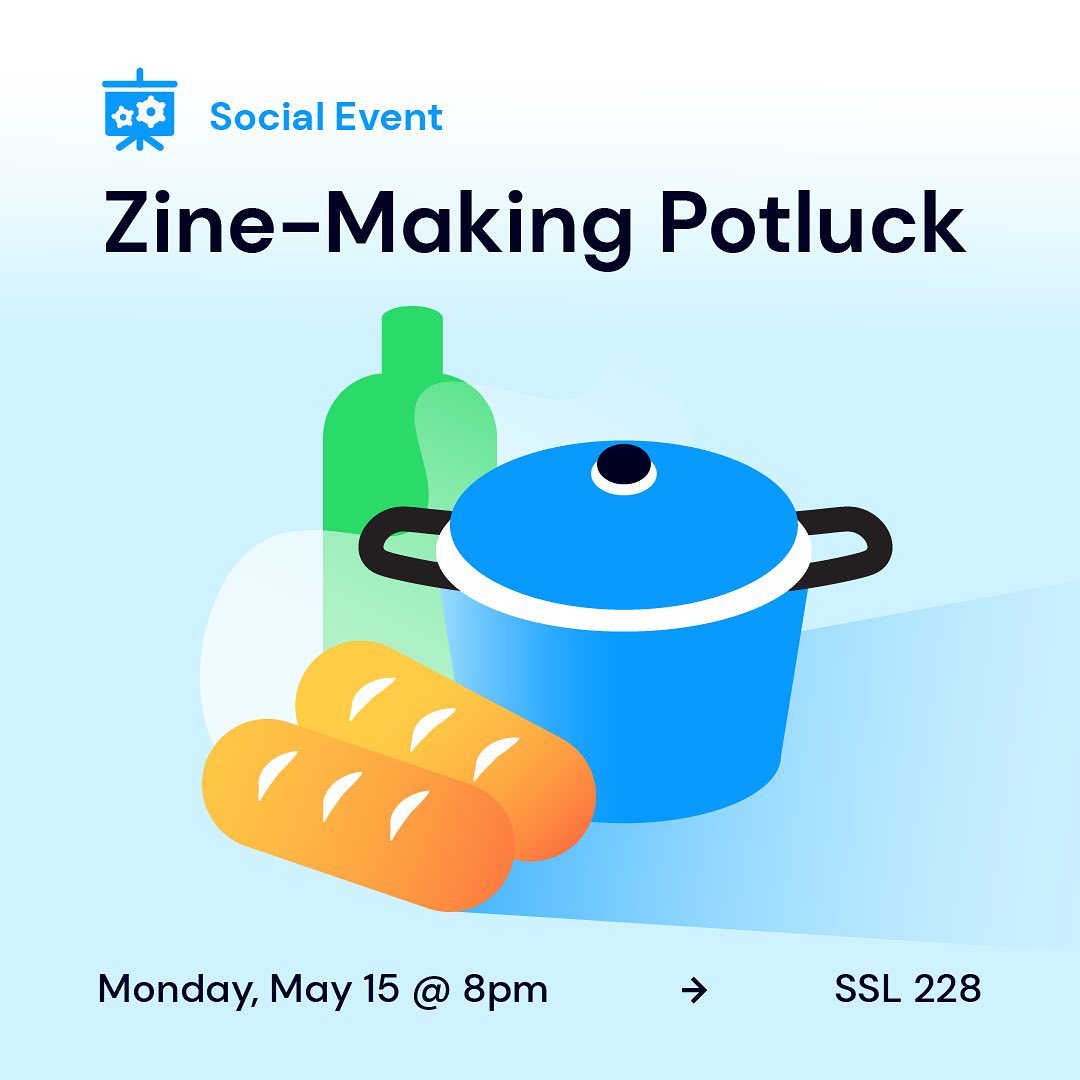 Social Event
Zine-Making Potluck
Monday, May 15 @ 8pm → SSL 228